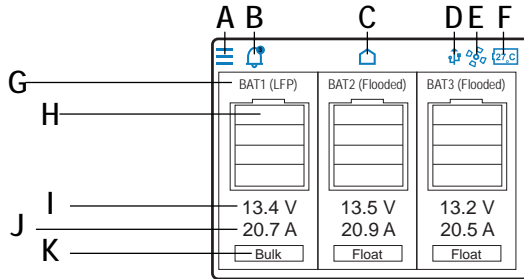 A B C D E F
27°C
G BAT1 (LFP) BAT2 (Flooded) BAT3 (Flooded)
H
I 13.4 V 13.5 V 13.2 V
J 20.7 A 20.9 A 20.5 A
K Bulk Float Float